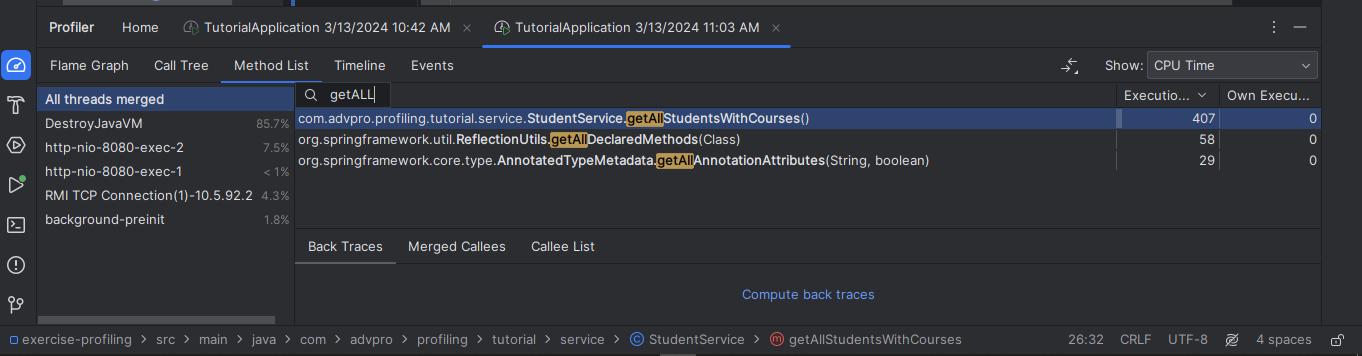 Profiler Home TutorialApplication 3/13/2024 10:42 AM × TutorialApplication 3/13/2024 11:03 AM ×
Flame Graph Call Tree Method List Timeline Events Show: CPU Time
All threads merged
DestroyJavaVM 85.7%
http-nio-8080-exec-2 7.5%
http-nio-8080-exec-1 < 1%
RMI TCP Connection(1)-10.5.92.2 4.3%
background-preinit 1.8%
getALL
Executio... Own Execu...
com.advpro.profiling.tutorial.service.StudentService.getAllStudentsWithCourses() 407 0
org.springframework.util.ReflectionUtils.getAllDeclaredMethods(Class) 58 0
org.springframework.core.type.AnnotatedTypeMetadata.getAllAnnotationAttributes(String, boolean) 29 0
Back Traces Merged Callees Callee List
Compute back traces
exercise-profiling > src > main > java > com > advpro > profiling > tutorial > service > StudentService > getAllStudentsWithCourses 26:32 CRLF UTF-8 4 spaces